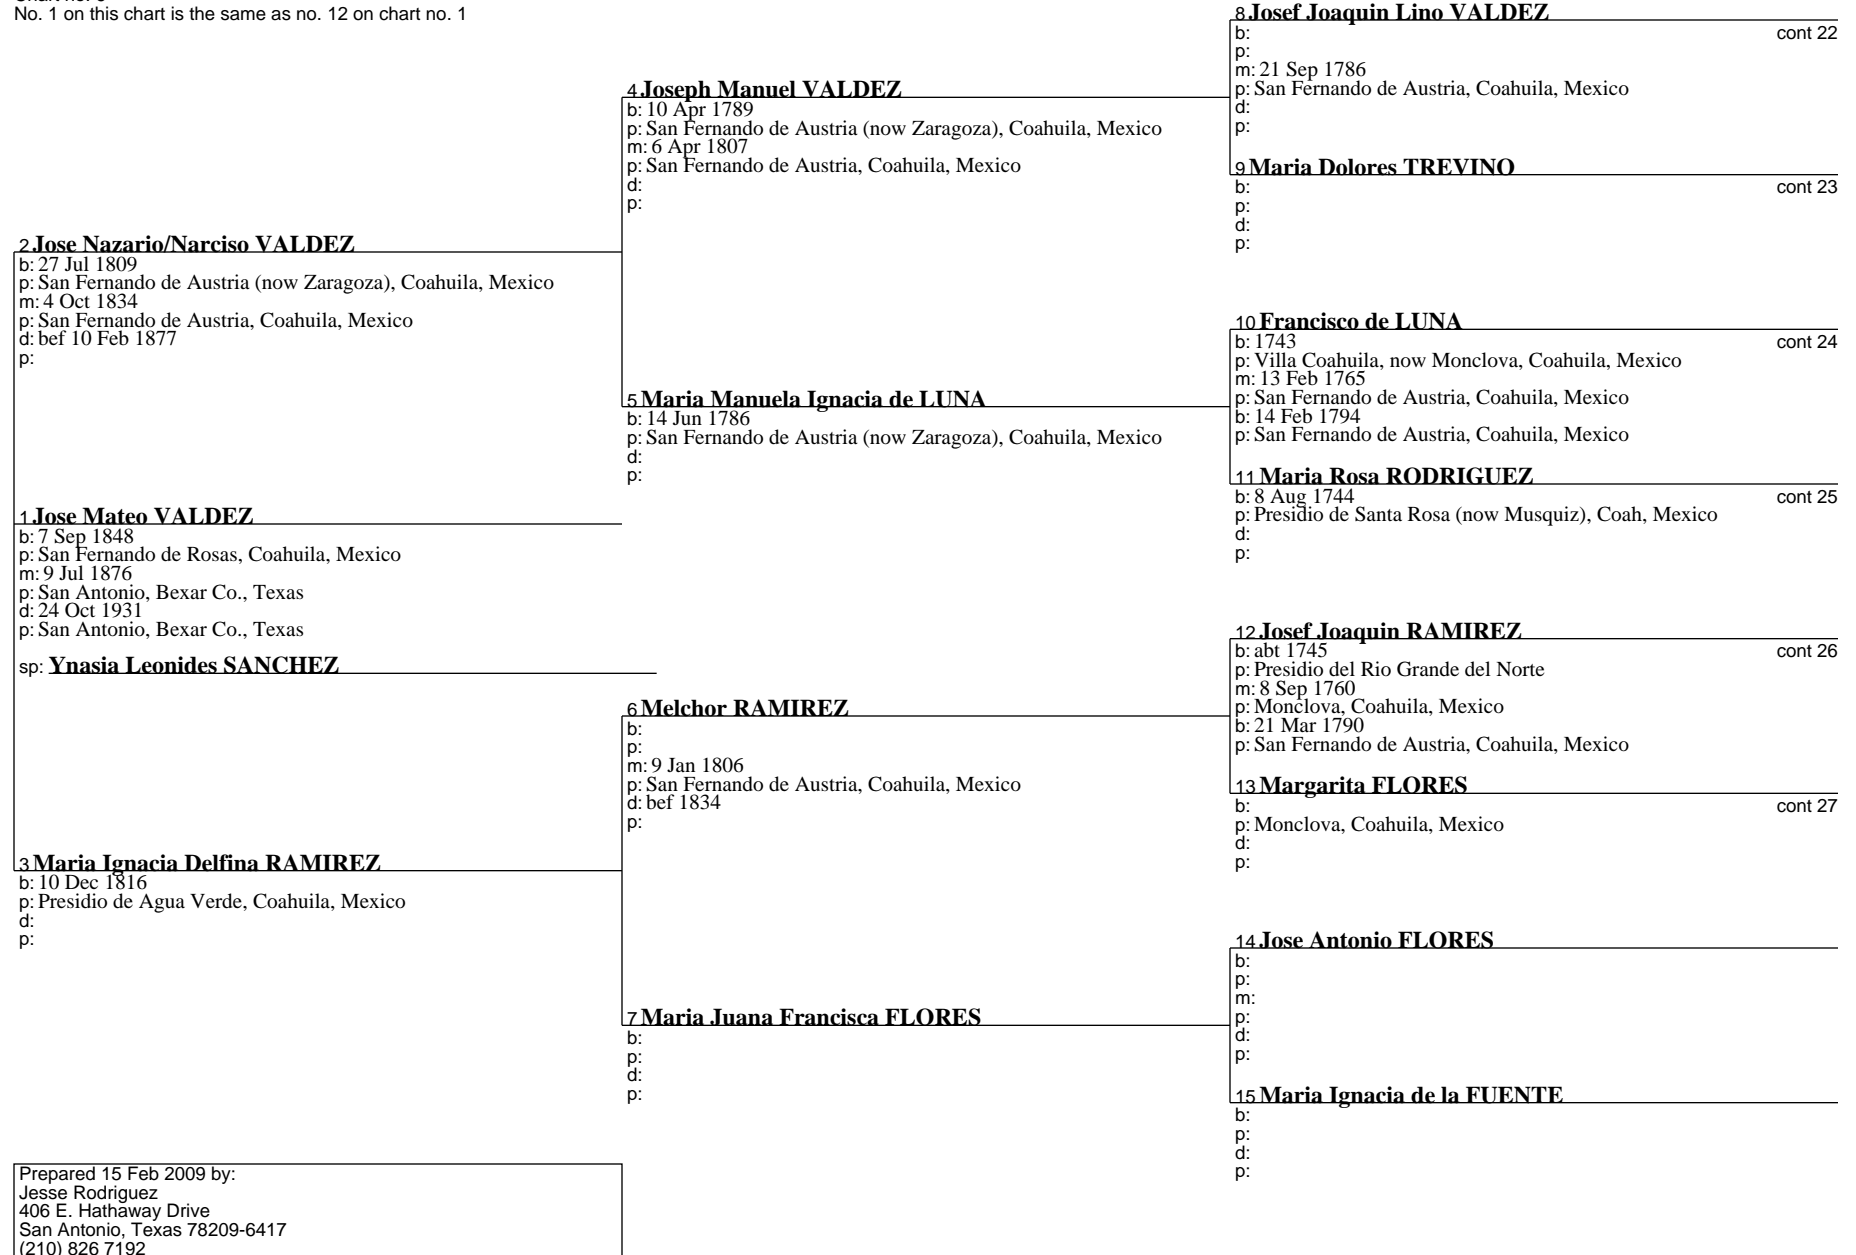 No. 1 on this chart is the same as no. 12 on chart no. 1
8 Josef Joaquin Lino VALDEZ
b:
cont 22
p:
m: 21 Sep 1786
p: San Fernando de Austria, Coahuila, Mexico
d:
p:
4 Joseph Manuel VALDEZ
b: 10 Apr 1789
p: San Fernando de Austria (now Zaragoza), Coahuila, Mexico
m: 6 Apr 1807
p: San Fernando de Austria, Coahuila, Mexico
d:
p:
9 Maria Dolores TREVINO
b:
cont 23
p:
d:
p:
2 Jose Nazario/Narciso VALDEZ
b: 27 Jul 1809
p: San Fernando de Austria (now Zaragoza), Coahuila, Mexico
m: 4 Oct 1834
p: San Fernando de Austria, Coahuila, Mexico
d: bef 10 Feb 1877
p:
10 Francisco de LUNA
b: 1743
cont 24
p: Villa Coahuila, now Monclova, Coahuila, Mexico
m: 13 Feb 1765
p: San Fernando de Austria, Coahuila, Mexico
b: 14 Feb 1794
p: San Fernando de Austria, Coahuila, Mexico
5 Maria Manuela Ignacia de LUNA
b: 14 Jun 1786
p: San Fernando de Austria (now Zaragoza), Coahuila, Mexico
d:
p:
11 Maria Rosa RODRIGUEZ
b: 8 Aug 1744
cont 25
p: Presidio de Santa Rosa (now Musquiz), Coah, Mexico
d:
p:
1 Jose Mateo VALDEZ
b: 7 Sep 1848
p: San Fernando de Rosas, Coahuila, Mexico
m: 9 Jul 1876
p: San Antonio, Bexar Co., Texas
d: 24 Oct 1931
p: San Antonio, Bexar Co., Texas
sp: Ynasia Leonides SANCHEZ
12 Josef Joaquin RAMIREZ
b: abt 1745
cont 26
p: Presidio del Rio Grande del Norte
m: 8 Sep 1760
p: Monclova, Coahuila, Mexico
b: 21 Mar 1790
p: San Fernando de Austria, Coahuila, Mexico
6 Melchor RAMIREZ
b:
p:
m: 9 Jan 1806
p: San Fernando de Austria, Coahuila, Mexico
d: bef 1834
p:
13 Margarita FLORES
b:
cont 27
p: Monclova, Coahuila, Mexico
d:
p:
3 Maria Ignacia Delfina RAMIREZ
b: 10 Dec 1816
p: Presidio de Agua Verde, Coahuila, Mexico
d:
p:
14 Jose Antonio FLORES
b:
p:
m:
p:
d:
p:
7 Maria Juana Francisca FLORES
b:
p:
d:
p:
15 Maria Ignacia de la FUENTE
b:
p:
d:
p:
Prepared 15 Feb 2009 by:
Jesse Rodriguez
406 E. Hathaway Drive
San Antonio, Texas 78209-6417
(210) 826 7192